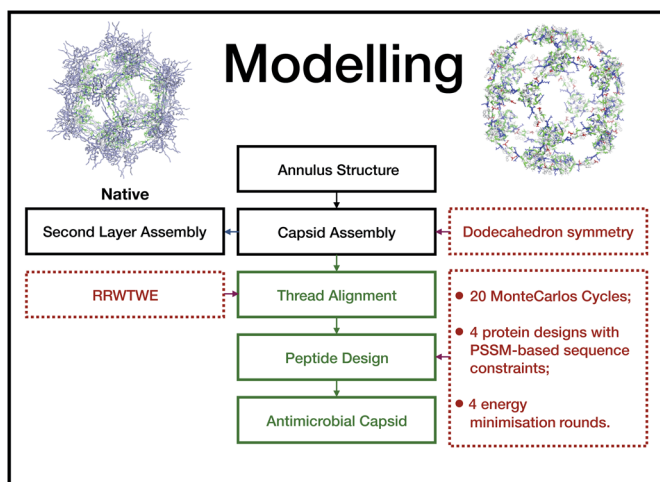 Modelling
Native
Annulus Structure
Second Layer Assembly
Capsid Assembly
Dodecahedron symmetry
RRWTWE
Thread Alignment
Peptide Design
Antimicrobial Capsid
● 20 MonteCarlos Cycles;
● 4 protein designs with
PSSM-based sequence
constraints;
● 4 energy
minimisation rounds.